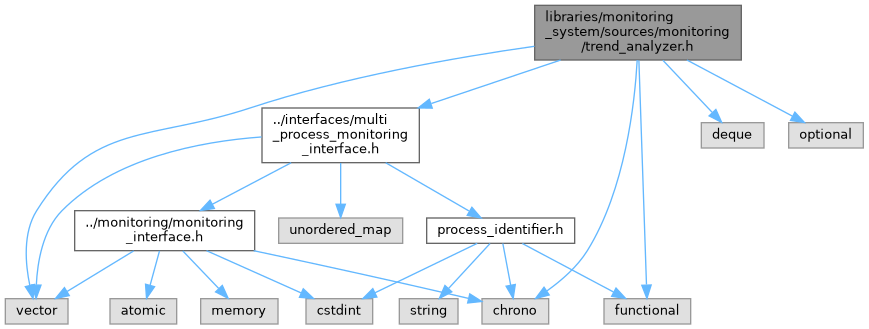 libraries/monitoring
_system/sources/monitoring
/trend_analyzer.h
../interfaces/multi
_process_monitoring
_interface.h
deque
optional
../monitoring/monitoring
_interface.h
unordered_map
process_identifier.h
vector
atomic
memory
cstdint
string
chrono
functional